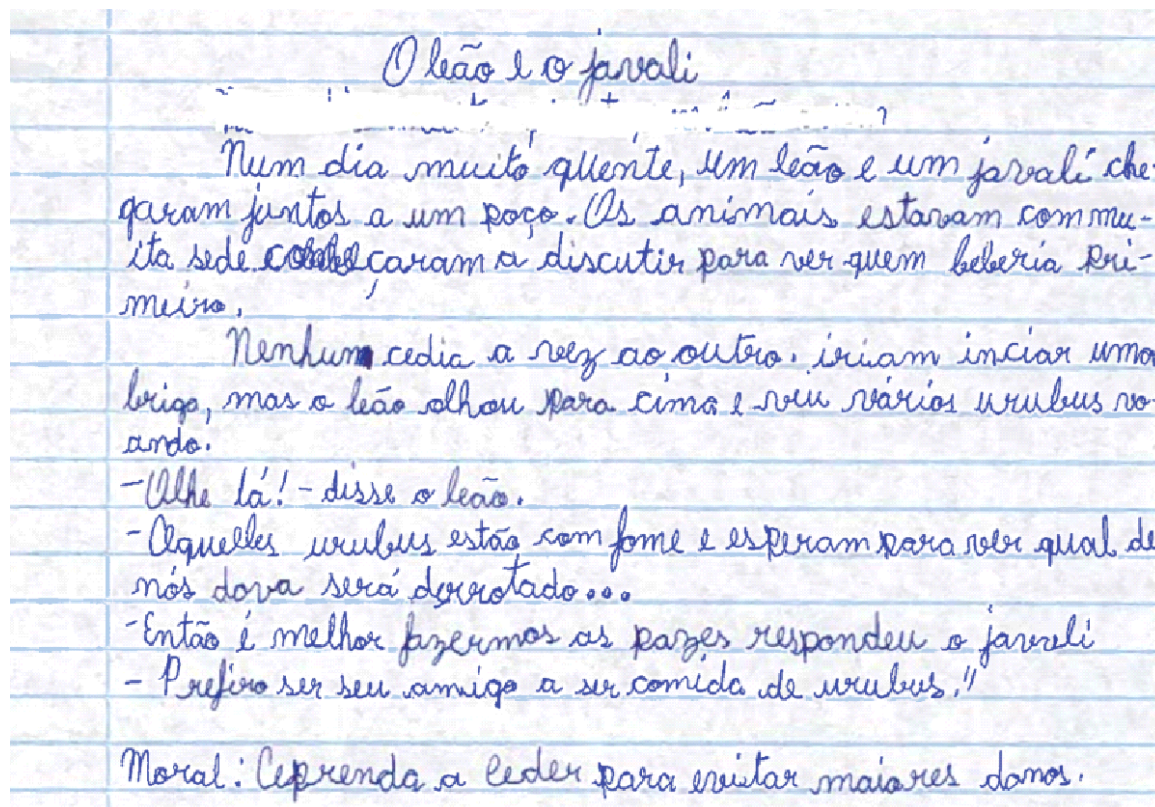 O leão e o javali
Num dia muito quente, um leão e um javali che-
garam juntos a um poço. Os animais estavam com mu-
ita sede começaram a discutir para ver quem beberia pri-
meiro.
Nenhum cedia a vez ao outro. iriam inciar uma
briga, mas o leão olhou para cima e viu vários urubus vo-
ando.
-Olhe lá! - disse o leão.
-Aquelles urubus estão com fome e esperam para ver qual de
nós dova será derrotado...
-Então é melhor fazermos as pazes respondeu o javali
- Prefiro ser seu amigo a ser comida de urubus."
Moral: Aprenda a ceder para evitar maiores danos.